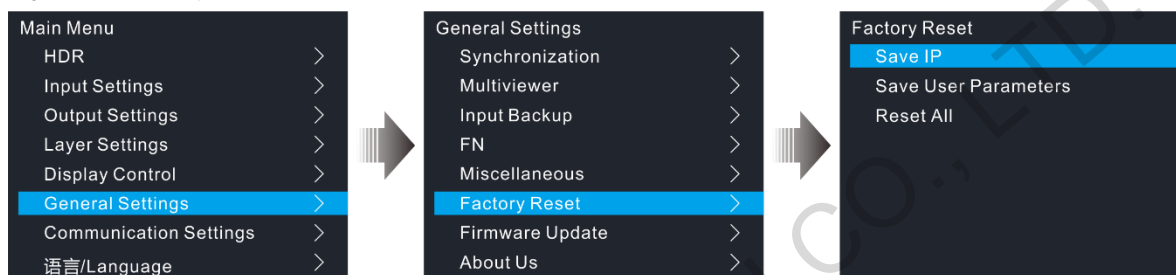 Main Menu
HDR
Input Settings
Output Settings
Layer Settings
Display Control
General Settings
Communication Settings
语言/Language
General Settings
Synchronization
Multiviewer
Input Backup
FN
Miscellaneous
Factory Reset
Firmware Update
About Us
Factory Reset
Save IP
Save User Parameters
Reset All
CO., LTD.